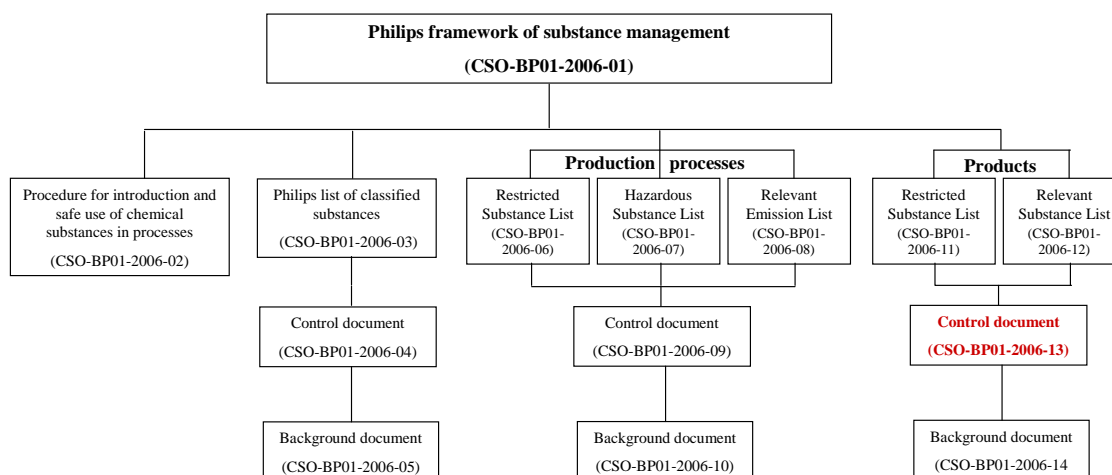 Philips framework of substance management
(CSO-BP01-2006-01)
Production processes
Products
Procedure for introduction and
safe use of chemical
substances in processes
(CSO-BP01-2006-02)
Philips list of classified
substances
(CSO-BP01-2006-03)
Restricted
Substance List
(CSO-BP01-
2006-06)
Hazardous
Substance List
(CSO-BP01-
2006-07)
Relevant
Emission List
(CSO-BP01-
2006-08)
Restricted
Substance List
(CSO-BP01-
2006-11)
Relevant
Substance List
(CSO-BP01-
2006-12)
Control document
(CSO-BP01-2006-04)
Control document
(CSO-BP01-2006-09)
Control document
(CSO-BP01-2006-13)
Background document
(CSO-BP01-2006-05)
Background document
(CSO-BP01-2006-10)
Background document
(CSO-BP01-2006-14